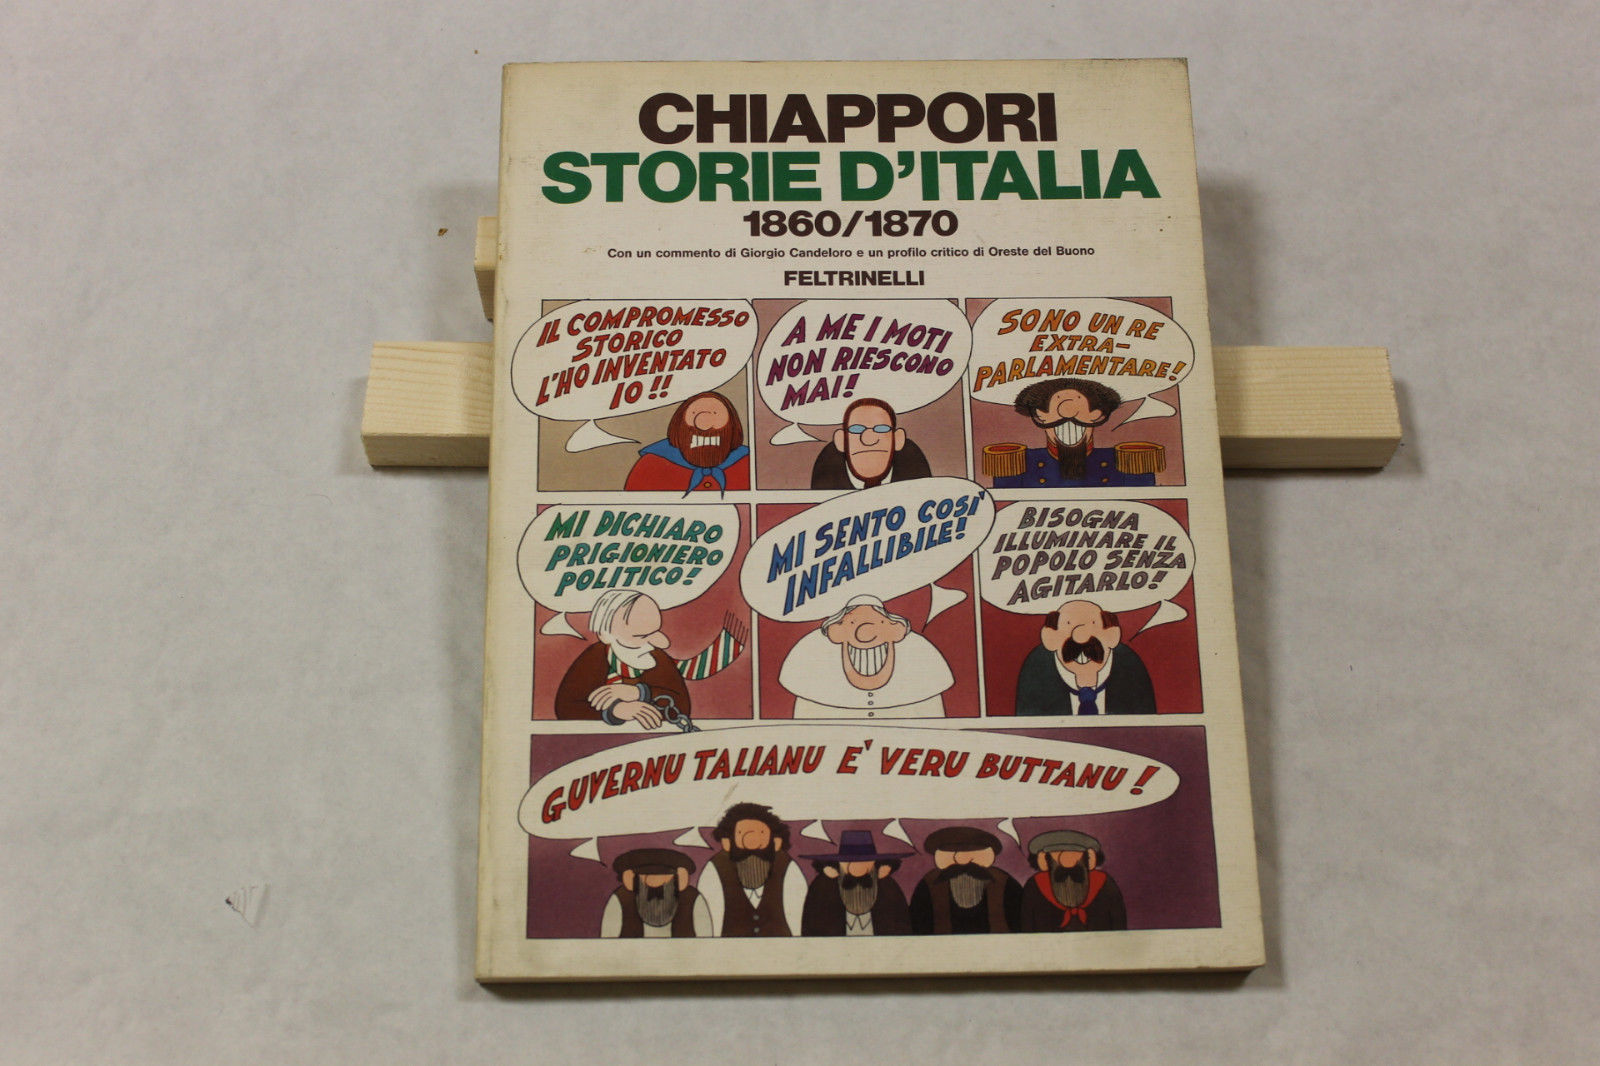 CHIAPPORI
STORIE D'ITALIA
1860/1870
Con un commento di Giorgio Candeloro e un profilo critico di Oreste del Buono
FELTRINELLI
IL COMPROMESSO
STORICO
L'HO INVENTATO
IO!!
A ME I MOTI
NON RIESCONO
MAI!
SONO UN RE
EXTRA-
PARLAMENTARE!
MI DICHIARO
PRIGIONIERO
POLITICO!
MI SENTO COSI'
INFALLIBILE!
BISOGNA
ILLUMINARE IL
POPOLO SENZA
AGITARLO!
GUVERNU TALIANU E' VERU BUTTANU!